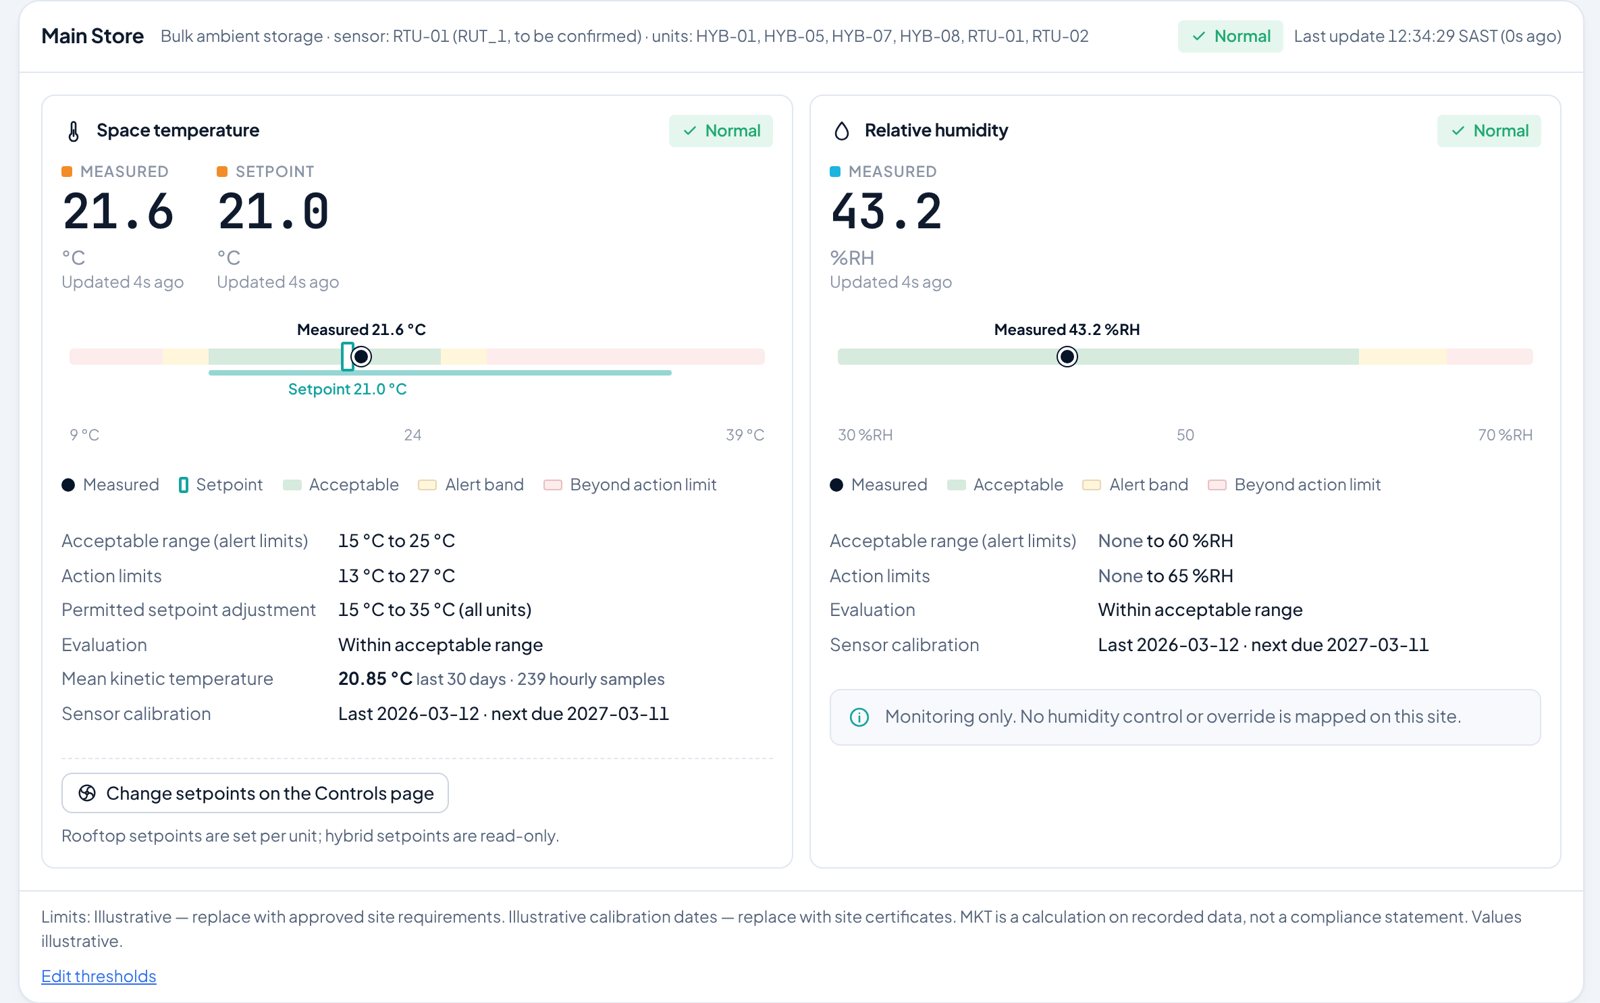 Main Store Bulk ambient storage · sensor: RTU-01 (RUT_1, to be confirmed) · units: HYB-01, HYB-05, HYB-07, HYB-08, RTU-01, RTU-02 Normal Last update 12:34:29 SAST (0s ago)
Space temperature Normal
MEASURED SETPOINT
21.6 21.0
°C °C
Updated 4s ago Updated 4s ago
Measured 21.6 °C
Setpoint 21.0 °C
9 °C 24 39 °C
Measured Setpoint Acceptable Alert band Beyond action limit
Acceptable range (alert limits) 15 °C to 25 °C
Action limits 13 °C to 27 °C
Permitted setpoint adjustment 15 °C to 35 °C (all units)
Evaluation Within acceptable range
Mean kinetic temperature 20.85 °C last 30 days · 239 hourly samples
Sensor calibration Last 2026-03-12 · next due 2027-03-11
Change setpoints on the Controls page
Rooftop setpoints are set per unit; hybrid setpoints are read-only.
Relative humidity Normal
MEASURED
43.2
%RH
Updated 4s ago
Measured 43.2 %RH
30 %RH 50 70 %RH
Measured Acceptable Alert band Beyond action limit
Acceptable range (alert limits) None to 60 %RH
Action limits None to 65 %RH
Evaluation Within acceptable range
Sensor calibration Last 2026-03-12 · next due 2027-03-11
Monitoring only. No humidity control or override is mapped on this site.
Limits: Illustrative — replace with approved site requirements. Illustrative calibration dates — replace with site certificates. MKT is a calculation on recorded data, not a compliance statement. Values
illustrative.
Edit thresholds